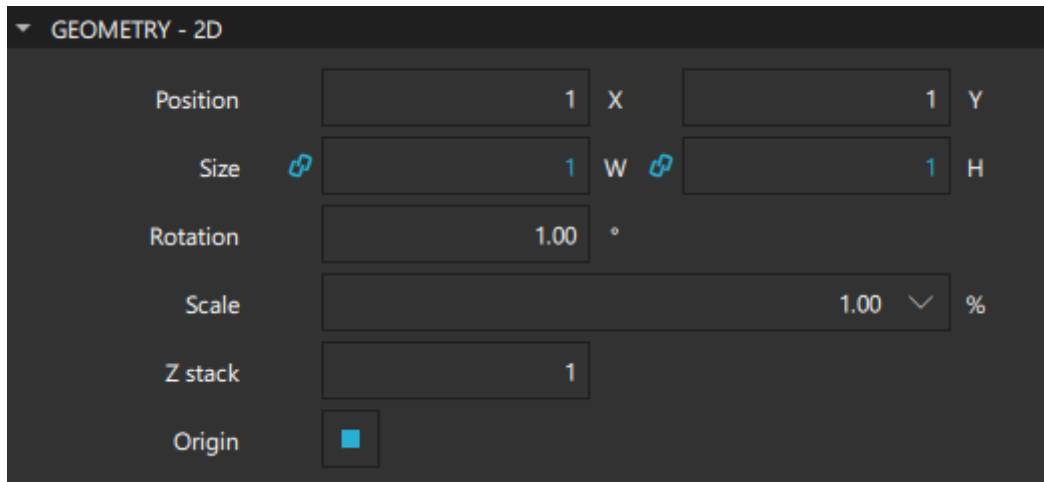 GEOMETRY - 2D
Position 1 X 1 Y
Size 1 W 1 H
Rotation 1.00 °
Scale 1.00 %
Z stack 1
Origin